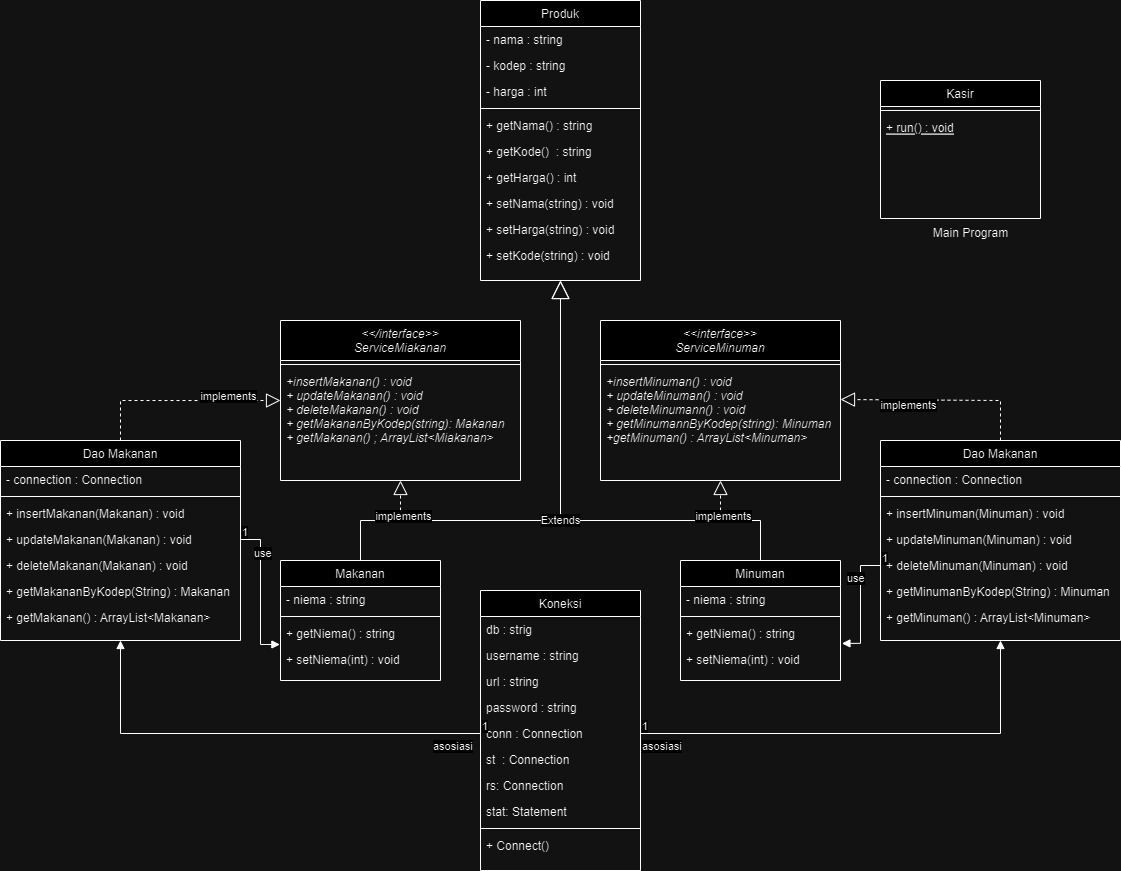 Produk
- nama : string
- kodep : string
- harga : int
+ getNama() : string
+ getKode()  : string
+ getHarga() : int
+ setNama(string) : void
+ setHarga(string) : void
+ setKode(string) : void
Kasir
+ run() : void
Main Program
<</interface>>
ServiceMiakanan
+insertMakanan() : void
+ updateMakanan() : void
+ deleteMakanan() : void
+ getMakananByKodep(string): Makanan
+ getMakanan() ; ArrayList<Miakanan>
<<interface>>
ServiceMinuman
+insertMinuman() : void
+ updateMinuman() : void
+ deleteMinumann() : void
+ getMinumannByKodep(string): Minuman
+getMinuman() : ArrayList<Minuman>
implements
implements
Dao Makanan
- connection : Connection
+ insertMakanan(Makanan) : void
+ updateMakanan(Makanan) : void
+ deleteMakanan(Makanan) : void
+ getMakananByKodep(String) : Makanan
+ getMakanan() : ArrayList<Makanan>
Dao Makanan
- connection : Connection
+ insertMinuman(Minuman) : void
+ updateMinuman(Minuman) : void
+ deleteMinuman(Minuman) : void
+ getMinumanByKodep(String) : Minuman
+ getMinuman() : ArrayList<Minuman>
implements
Extends
implements
1
use
1
use
Makanan
- niema : string
+ getNiema() : string
+ setNiema(int) : void
Minuman
- niema : string
+ getNiema() : string
+ setNiema(int) : void
Koneksi
db : strig
username : string
url : string
password : string
conn : Connection
st  : Connection
rs: Connection
stat: Statement
+ Connect()
1
asosiasi
1
asosiasi